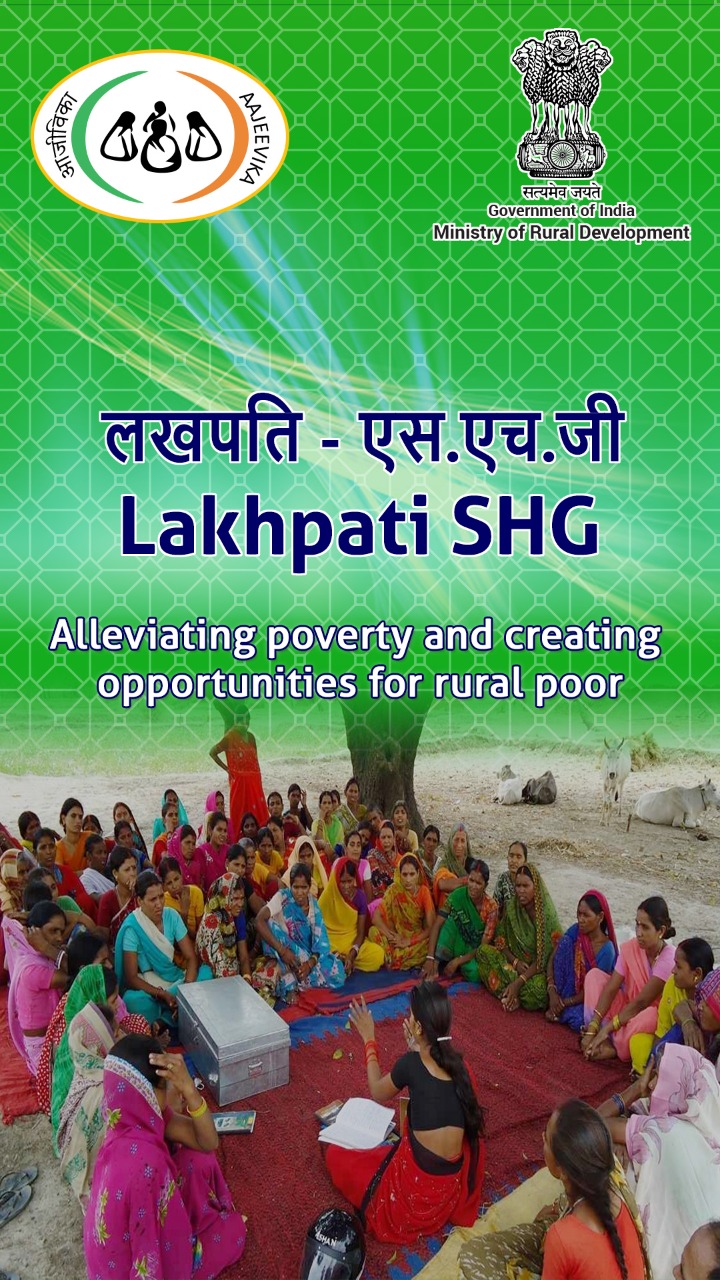 आजीविका
AAJEEVIKA
सत्यमेव जयते
Government of India
Ministry of Rural Development
लखपति - एस.एच.जी
Lakhpati SHG
Alleviating poverty and creating
opportunities for rural poor